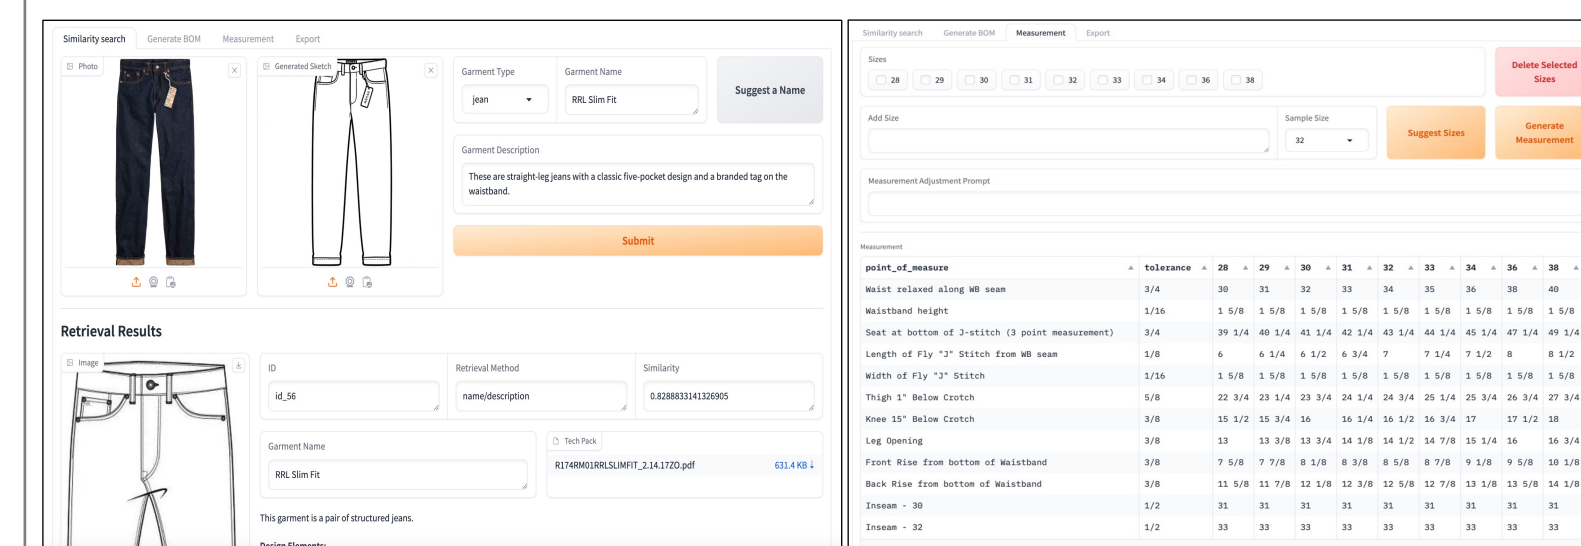 Similarity search Generate BOM Measurement Export
Photo
Generated Sketch
Garment Type
jean
Garment Name
RRL Slim Fit
Suggest a Name
Garment Description
These are straight-leg jeans with a classic five-pocket design and a branded tag on the
waistband.
Submit
Retrieval Results
Image
ID
id_56
Retrieval Method
name/description
Similarity
0.8288833141326905
Garment Name
RRL Slim Fit
Tech Pack
R174RM01RRLSLIMFIT_2.14.17ZO.pdf 631.4 KB ↓
This garment is a pair of structured jeans.
Design Elements:
Similarity search Generate BOM Measurement Export
Sizes
28 29 30 31 32 33 34 36 38
Delete Selected
Sizes
Add Size
Sample Size
32
Suggest Sizes
Generate
Measurement
Measurement Adjustment Prompt
Measurement
point_of_measure tolerance 28 29 30 31 32 33 34 36 38
Waist relaxed along WB seam 3/4 30 31 32 33 34 35 36 38 40
Waistband height 1/16 1 5/8 1 5/8 1 5/8 1 5/8 1 5/8 1 5/8 1 5/8 1 5/8 1 5/8
Seat at bottom of J-stitch (3 point measurement) 3/4 39 1/4 40 1/4 41 1/4 42 1/4 43 1/4 44 1/4 45 1/4 47 1/4 49 1/4
Length of Fly "J" Stitch from WB seam 1/8 6 6 1/4 6 1/2 6 3/4 7 7 1/4 7 1/2 8 8 1/2
Width of Fly "J" Stitch 1/16 1 5/8 1 5/8 1 5/8 1 5/8 1 5/8 1 5/8 1 5/8 1 5/8 1 5/8
Thigh 1" Below Czotch 5/8 22 3/4 23 1/4 23 3/4 24 1/4 24 3/4 25 1/4 25 3/4 26 3/4 27 3/4
Knee 15" Below Czotch 3/8 15 1/2 15 3/4 16 16 1/4 16 1/2 16 3/4 17 17 1/2 18
Leg Opening 3/8 13 13 3/8 13 3/4 14 1/8 14 1/2 14 7/8 15 1/4 16 16 3/4
Front Rise from bottom of Waistband 3/8 7 5/8 7 7/8 8 1/8 8 3/8 8 5/8 8 7/8 9 1/8 9 5/8 10 1/8
Back Rise from bottom of Waistband 3/8 11 5/8 11 7/8 12 1/8 12 3/8 12 5/8 12 7/8 13 1/8 13 5/8 14 1/8
Inseam - 30 1/2 31 31 31 31 31 31 31 31 31
Inseam - 32 1/2 33 33 33 33 33 33 33 33 33